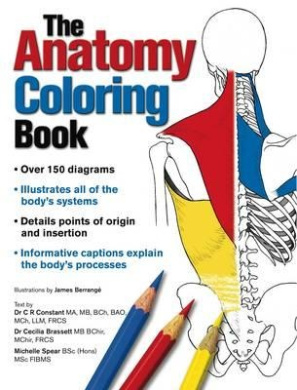 The
Anatomy
Coloring
Book
• Over 150 diagrams
• Illustrates all of the
body's systems
• Details points of origin
and insertion
• Informative captions explain
the body's processes
Illustrations by James Berrangé
Text by
Dr C R Constant MA, MB, BCh, BAO,
MCh, LLM, FRCS
Dr Cecilia Brassett MB BChir,
MChir, FRCS
Michelle Spear BSc (Hons)
MSc FIBMS